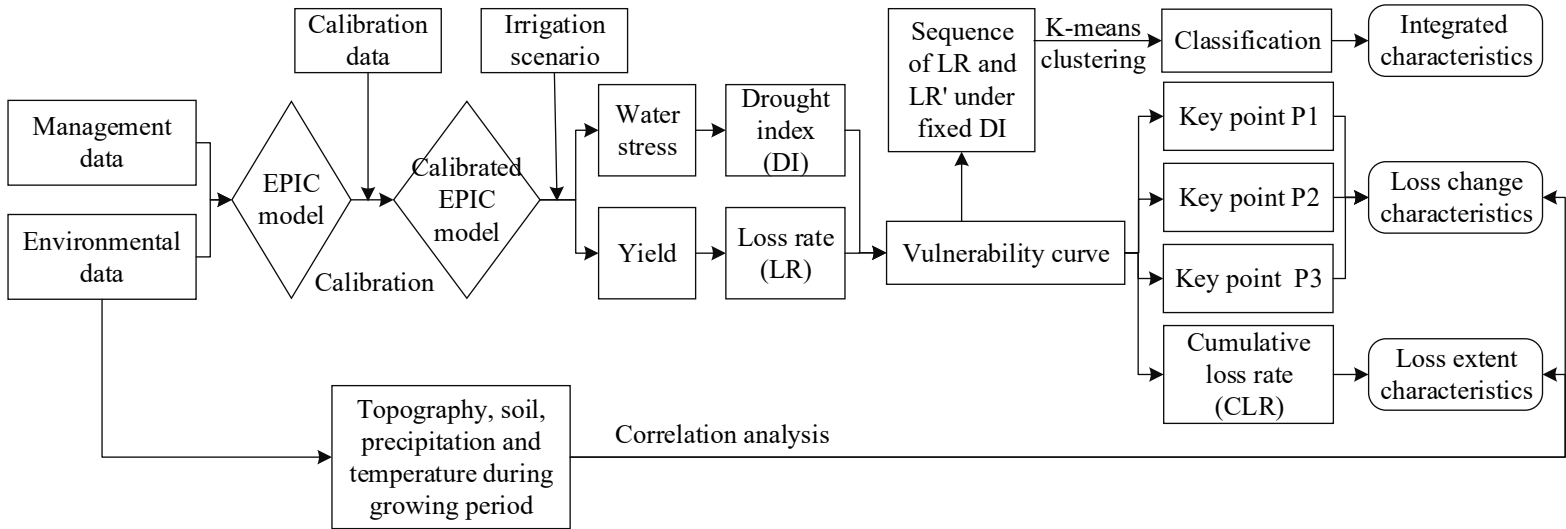 Calibration
data
Irrigation
scenario
Sequence
of LR and
LR' under
fixed DI
K-means
clustering
Classification
Integrated
characteristics
Management
data
Environmental
data
EPIC
model
Calibration
Calibrated
EPIC
model
Water
stress
Drought
index
(DI)
Yield
Loss rate
(LR)
Vulnerability curve
Key point P1
Key point P2
Key point  P3
Loss change
characteristics
Cumulative
loss rate
(CLR)
Loss extent
characteristics
Topography, soil,
precipitation and
temperature during
growing period
Correlation analysis